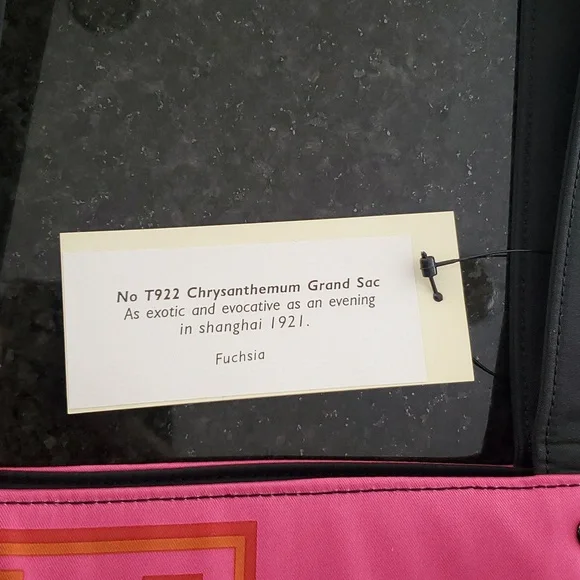 No T922 Chrysanthemum Grand Sac
As exotic and evocative as an evening
in shanghai 1921.
Fuchsia